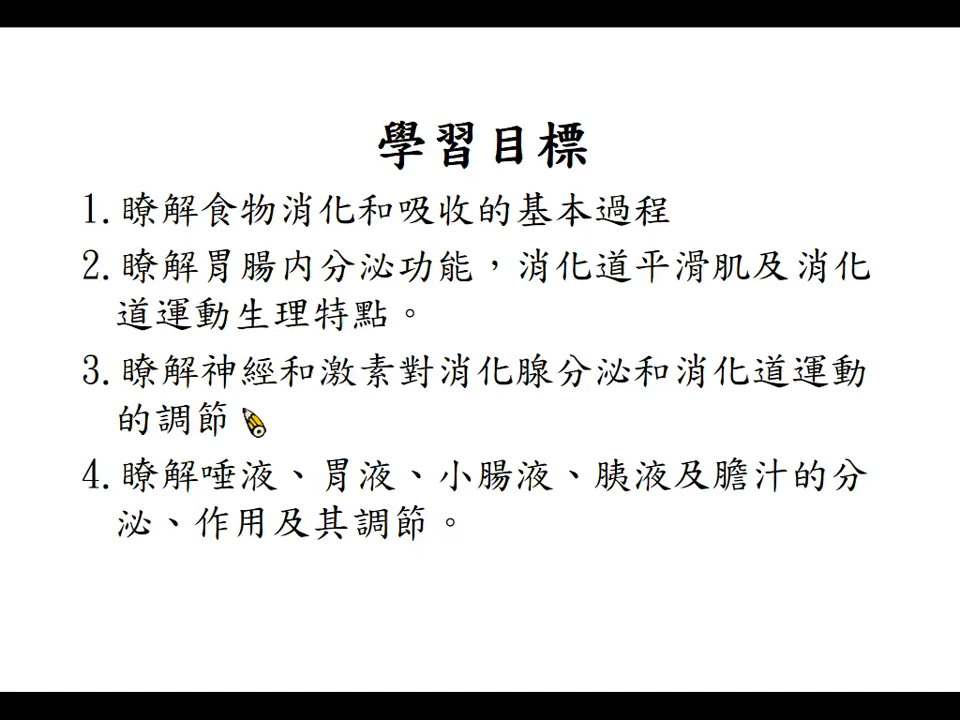 學習目標
1.瞭解食物消化和吸收的基本過程
2.瞭解胃腸內分泌功能，消化道平滑肌及消化
道運動生理特點。
3.瞭解神經和激素對消化腺分泌和消化道運動
的調節
4.瞭解唾液、胃液、小腸液、胰液及膽汁的分
泌、作用及其調節。